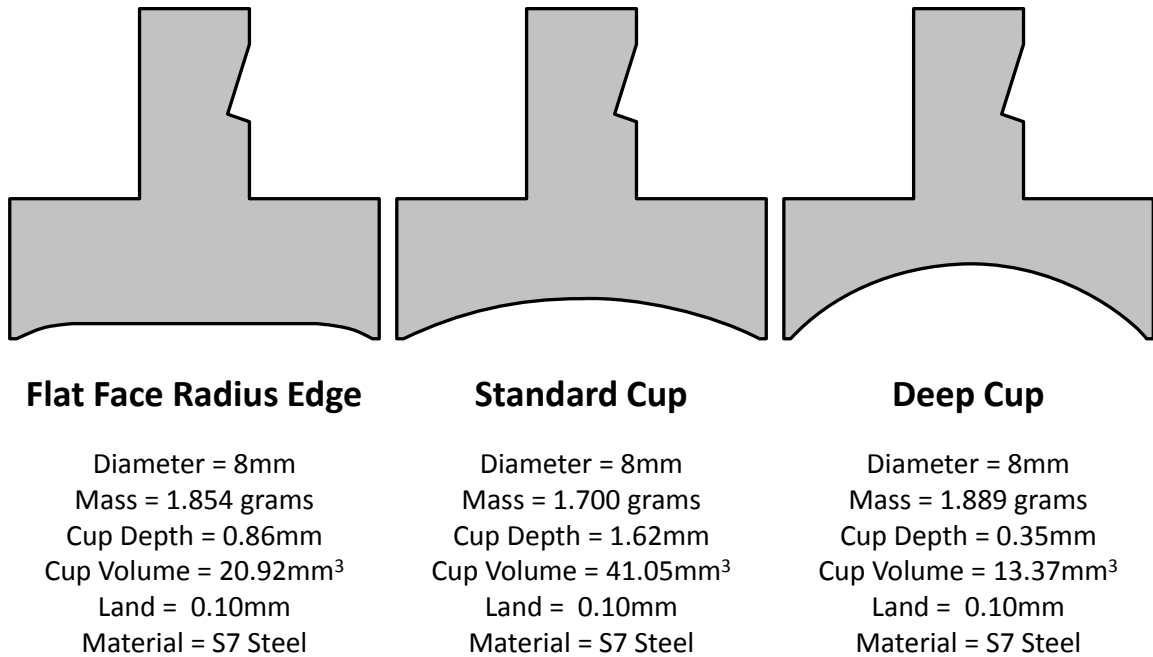 Flat Face Radius Edge
Diameter = 8mm
Mass = 1.854 grams
Cup Depth = 0.86mm
Cup Volume = 20.92mm³
Land = 0.10mm
Material = S7 Steel
Standard Cup
Diameter = 8mm
Mass = 1.700 grams
Cup Depth = 1.62mm
Cup Volume = 41.05mm³
Land = 0.10mm
Material = S7 Steel
Deep Cup
Diameter = 8mm
Mass = 1.889 grams
Cup Depth = 0.35mm
Cup Volume = 13.37mm³
Land = 0.10mm
Material = S7 Steel